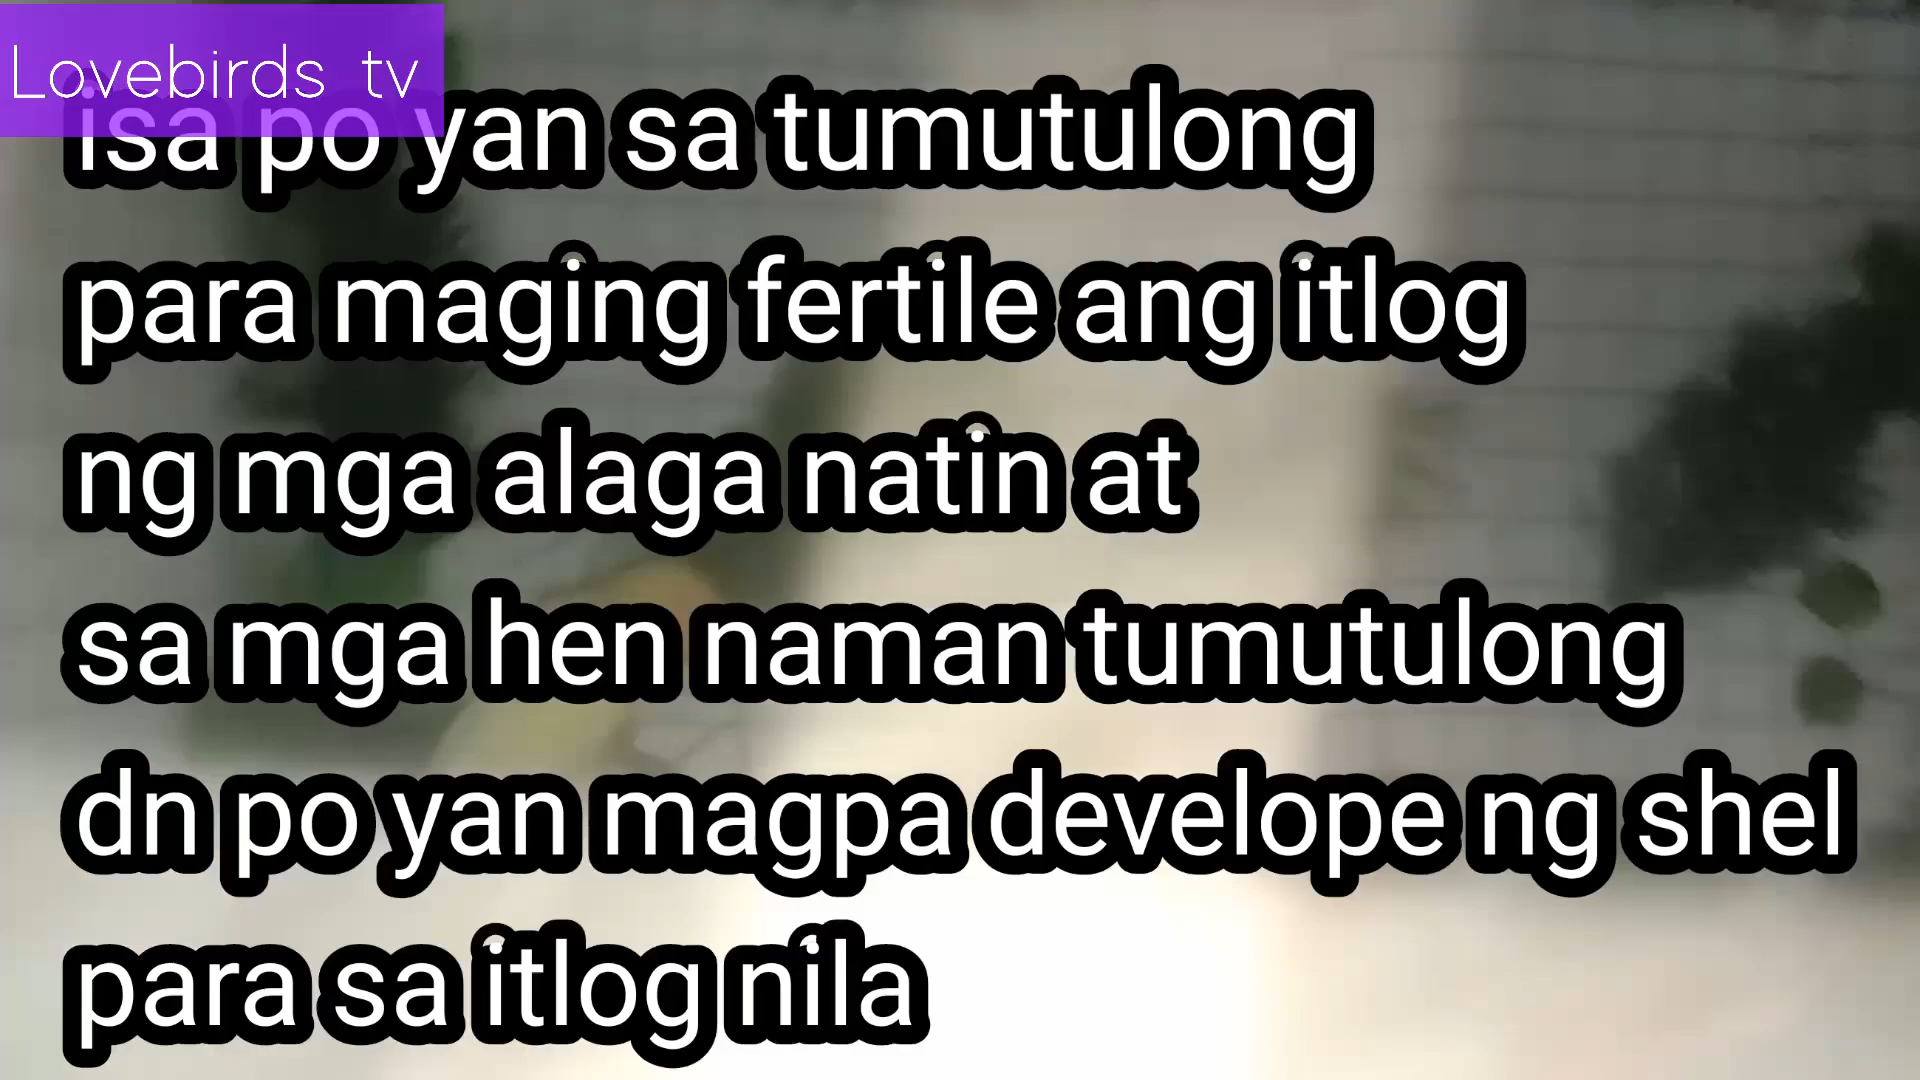 Lovebirds tv
isa po yan sa tumutulong
para maging fertile ang itlog
ng mga alaga natin at
sa mga hen naman tumutulong
dn po yan magpa develope ng shel
para sa itlog nila